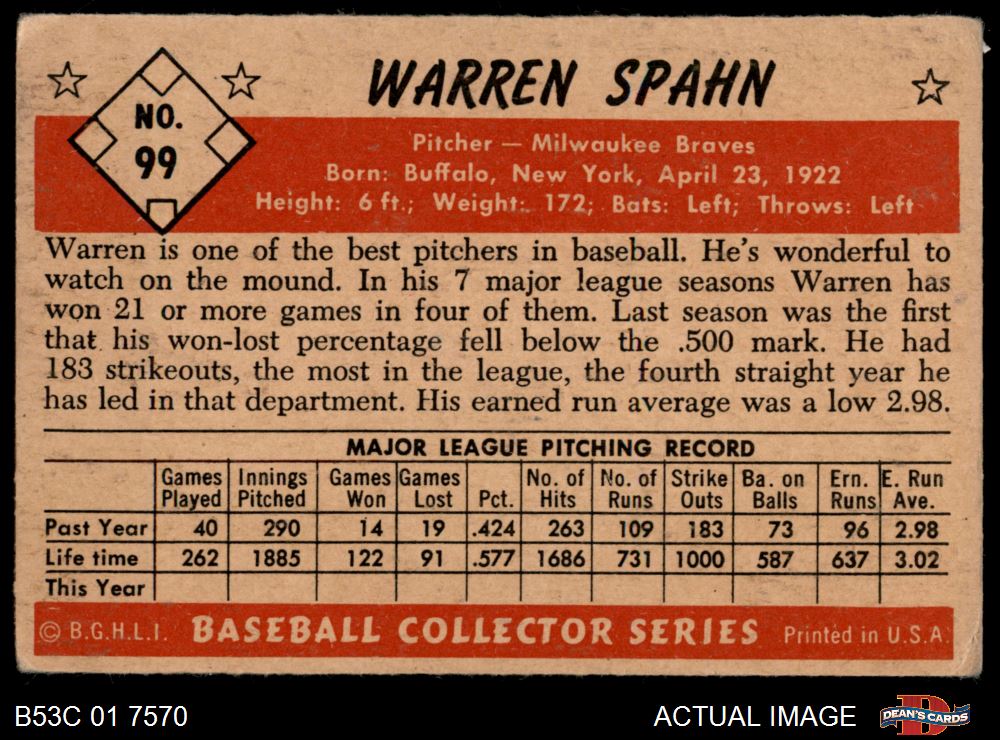 WARREN SPAHN
NO.
99
Pitcher — Milwaukee Braves
Born: Buffalo, New York, April 23, 1922
Height: 6 ft.; Weight: 172; Bats: Left; Throws: Left
Warren is one of the best pitchers in baseball. He's wonderful to
watch on the mound. In his 7 major league seasons Warren has
won 21 or more games in four of them. Last season was the first
that his won-lost percentage fell below the .500 mark. He had
183 strikeouts, the most in the league, the fourth straight year he
has led in that department. His earned run average was a low 2.98.
MAJOR LEAGUE PITCHING RECORD
Games Innings Games Games No. of No. of Strike Ba. on Ern. E. Run
Played Pitched Won Lost Pct. Hits Runs Outs Balls Runs Ave.
Past Year 40 290 14 19 .424 263 109 183 73 96 2.98
Life time 262 1885 122 91 .577 1686 731 1000 587 637 3.02
This Year
© B.G.H.L.I. BASEBALL COLLECTOR SERIES Printed in U.S.A.
B53C 01 7570 ACTUAL IMAGE DEAN'S CARDS